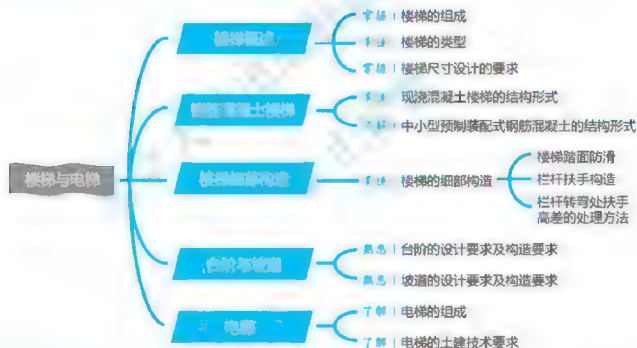 楼梯与电梯
楼梯概述
掌握 | 楼梯的组成
楼梯的类型
掌握 | 楼梯尺寸设计的要求
钢筋混凝土楼梯
现浇混凝土楼梯的结构形式
了解 | 中小型预制装配式钢筋混凝土的结构形式
楼梯细部构造
楼梯的细部构造
楼梯踏面防滑
栏杆扶手构造
栏杆转弯处扶手
高差的处理方法
台阶与坡道
熟悉 | 台阶的设计要求及构造要求
熟悉 | 坡道的设计要求及构造要求
电梯
了解 | 电梯的组成
了解 | 电梯的土建技术要求